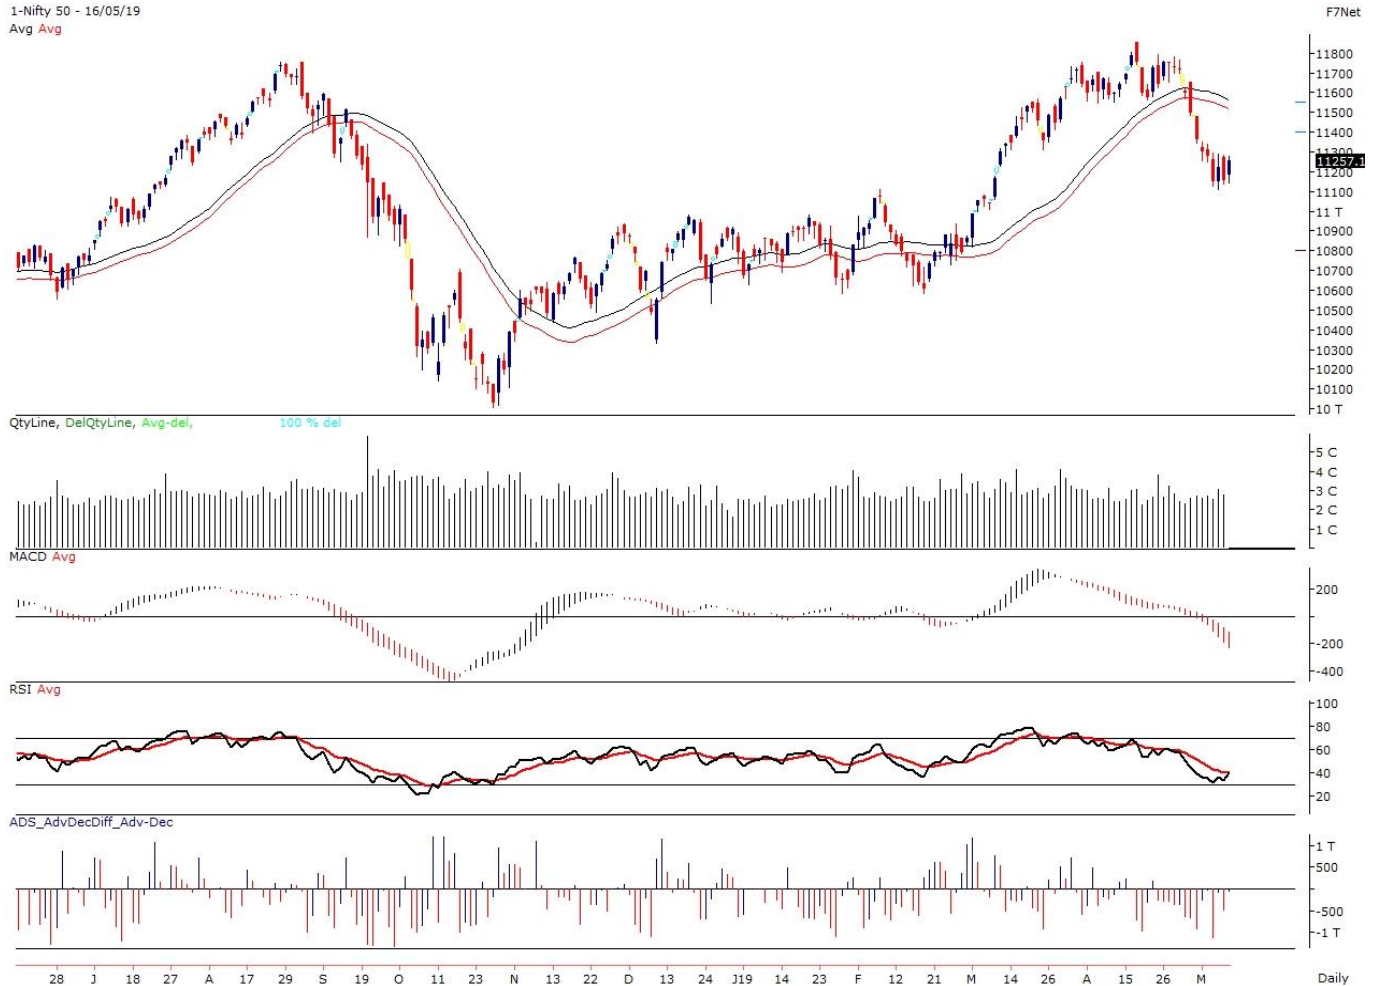 1-Nifty 50 - 16/05/19
F7Net
Avg Avg
11800
11700
11600
11500
11400
11300
11257.1
11200
11100
11 T
10900
10800
10700
10600
10500
10400
10300
10200
10100
10 T
QtyLine, DelQtyLine, Avg-del, 100 % del
5 C
4 C
3 C
2 C
1 C
MACD Avg
200
-200
-400
RSI Avg
100
80
60
40
20
ADS_AdvDecDiff_Adv-Dec
1 T
500
-500
-1 T
28 J 18 27 A 17 29 S 19 O 11 23 N 13 22 D 13 24 J19 14 23 F 12 21 M 14 26 A 15 26 M Daily